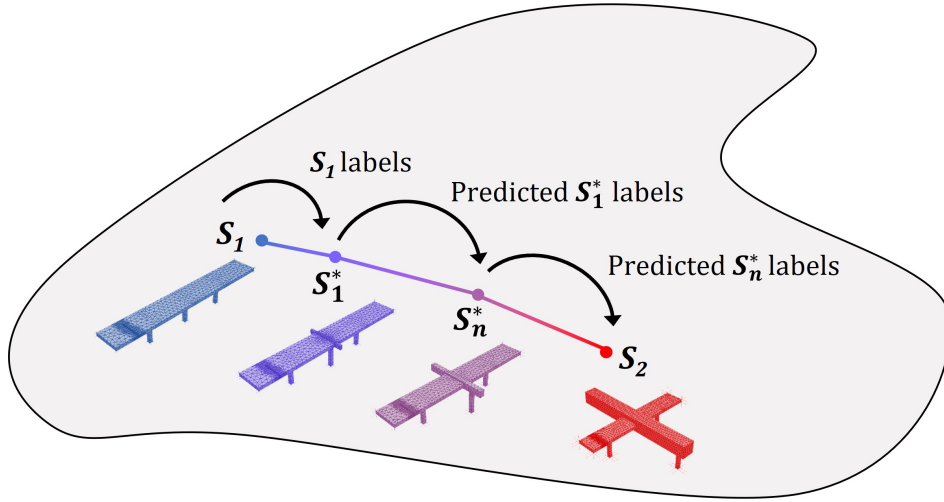 S₁ labels
Predicted S₁* labels
Predicted Sₙ* labels
S₁
S₁*
Sₙ*
S₂